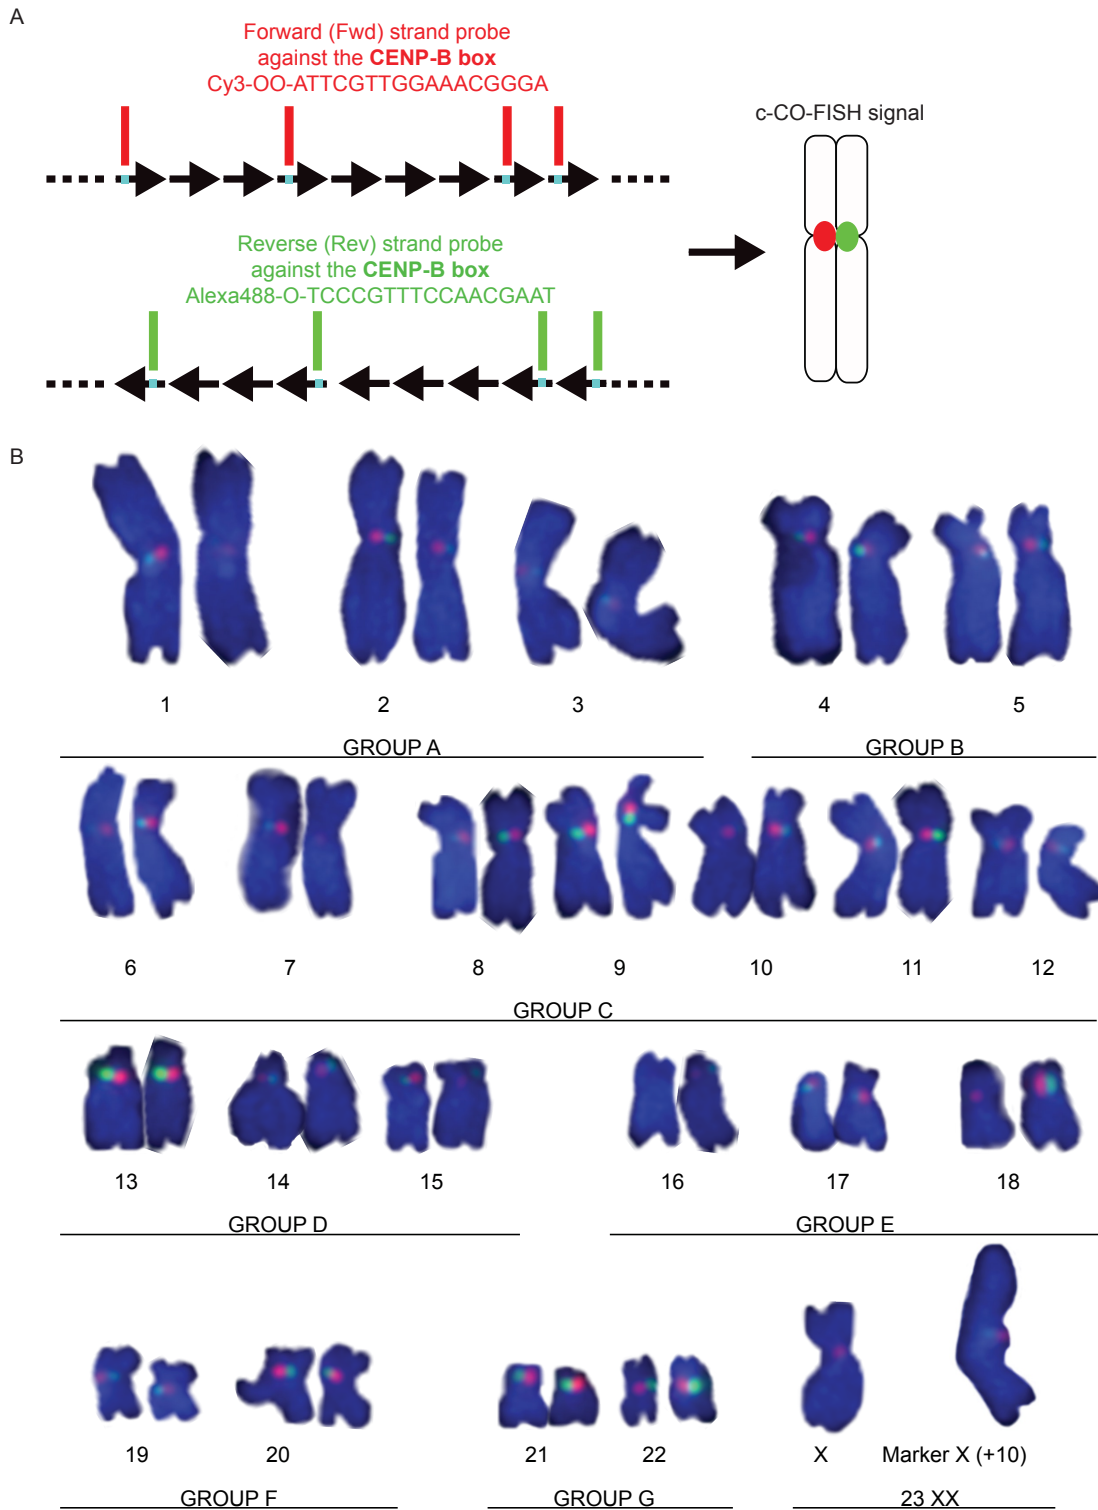 A
Forward (Fwd) strand probe
against the CENP-B box
Cy3-OO-ATTCGTTGGAAACGGGA
c-CO-FISH signal
Reverse (Rev) strand probe
against the CENP-B box
Alexa488-O-TCCCGTTTCCAACGAAT
B
1 2 3 4 5
GROUP A GROUP B
6 7 8 9 10 11 12
GROUP C
13 14 15 16 17 18
GROUP D GROUP E
19 20 21 22 X Marker X (+10)
GROUP F GROUP G 23 XX